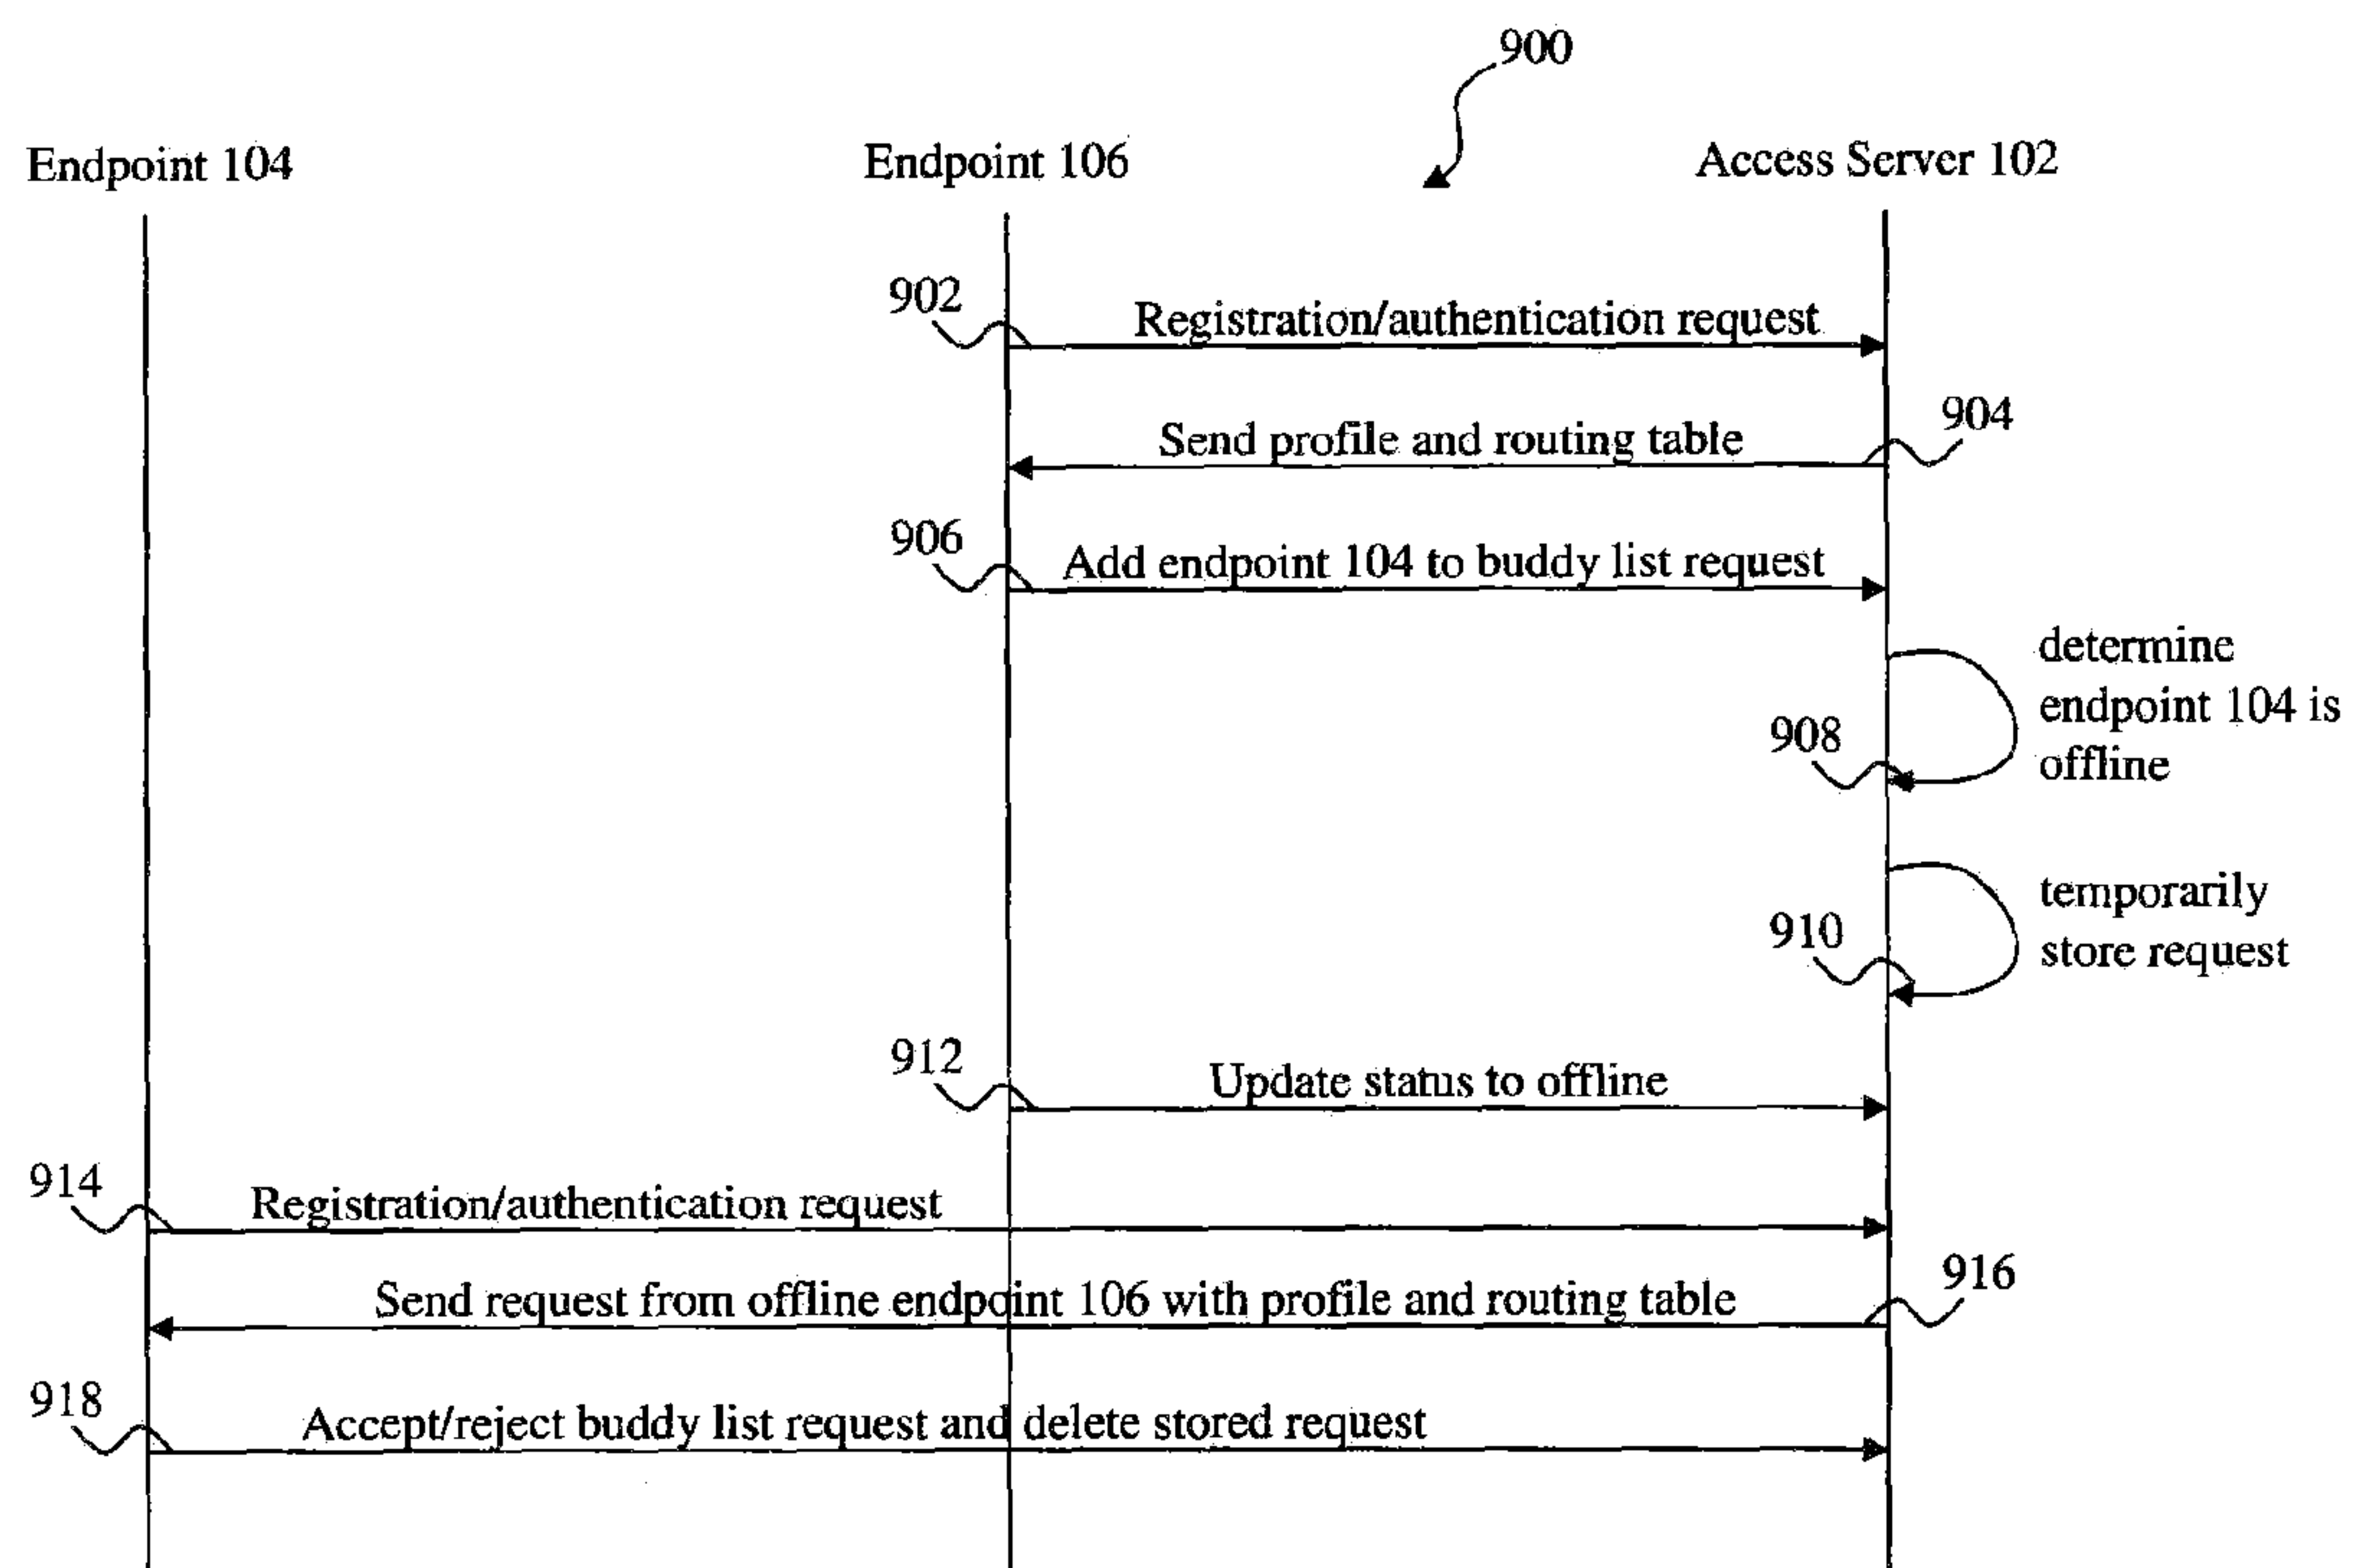 900
Endpoint 104
Endpoint 106
Access Server 102
902
Registration/authentication request
904
Send profile and routing table
906
Add endpoint 104 to buddy list request
determine
endpoint 104 is
offline
908
temporarily
store request
910
912
Update status to offline
914
Registration/authentication request
916
Send request from offline endpoint 106 with profile and routing table
918
Accept/reject buddy list request and delete stored request